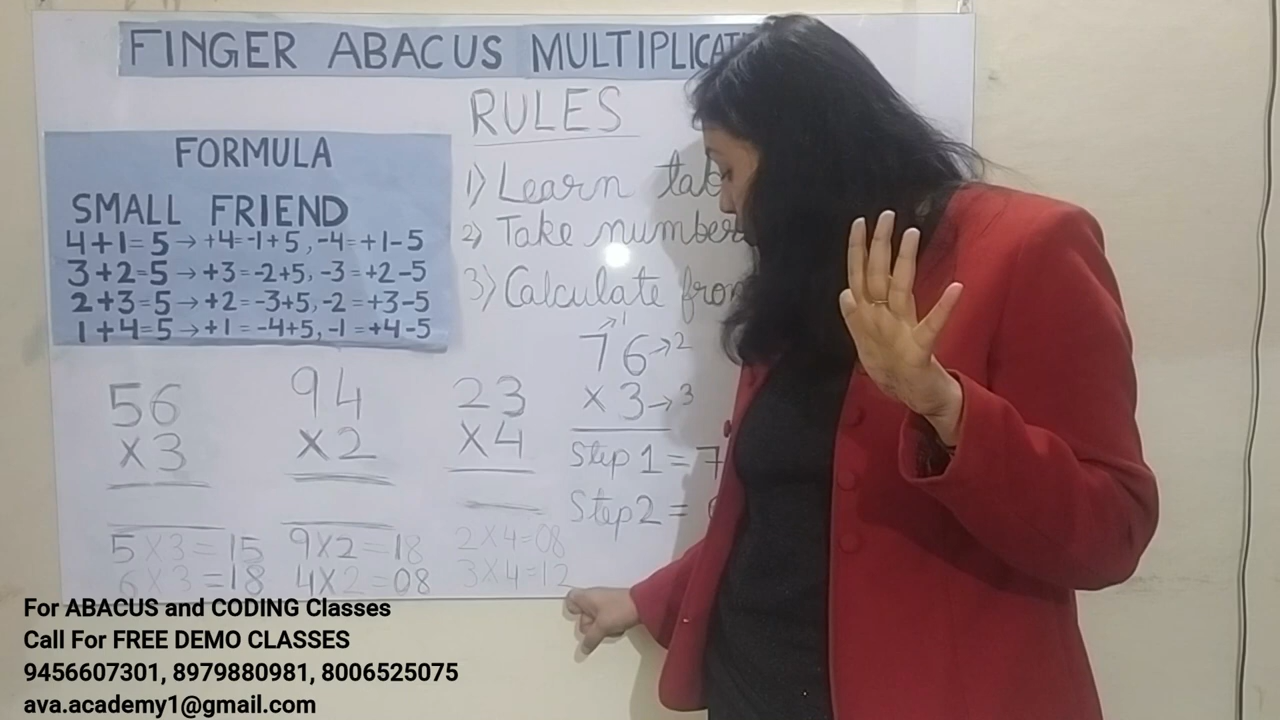 FINGER ABACUS MULTIPLICAT
RULES
1) Learn tab
2) Take number
3) Calculate from
FORMULA
SMALL FRIEND
4+1=5→+4=-1+5, -4=+1-5
3+2=5→+3=-2+5, -3=+2-5
2+3=5→+2=-3+5, -2=+3-5
1+4=5→+1=-4+5, -1=+4-5
56
×3
5×3=15
6×3=18
94
×2
9×2=18
4×2=08
23
×4
2×4=08
3×4=12
→1
76→2
×3→3
Step 1 = 7
Step 2 =
For ABACUS and CODING Classes
Call For FREE DEMO CLASSES
9456607301, 8979880981, 8006525075
ava.academy1@gmail.com